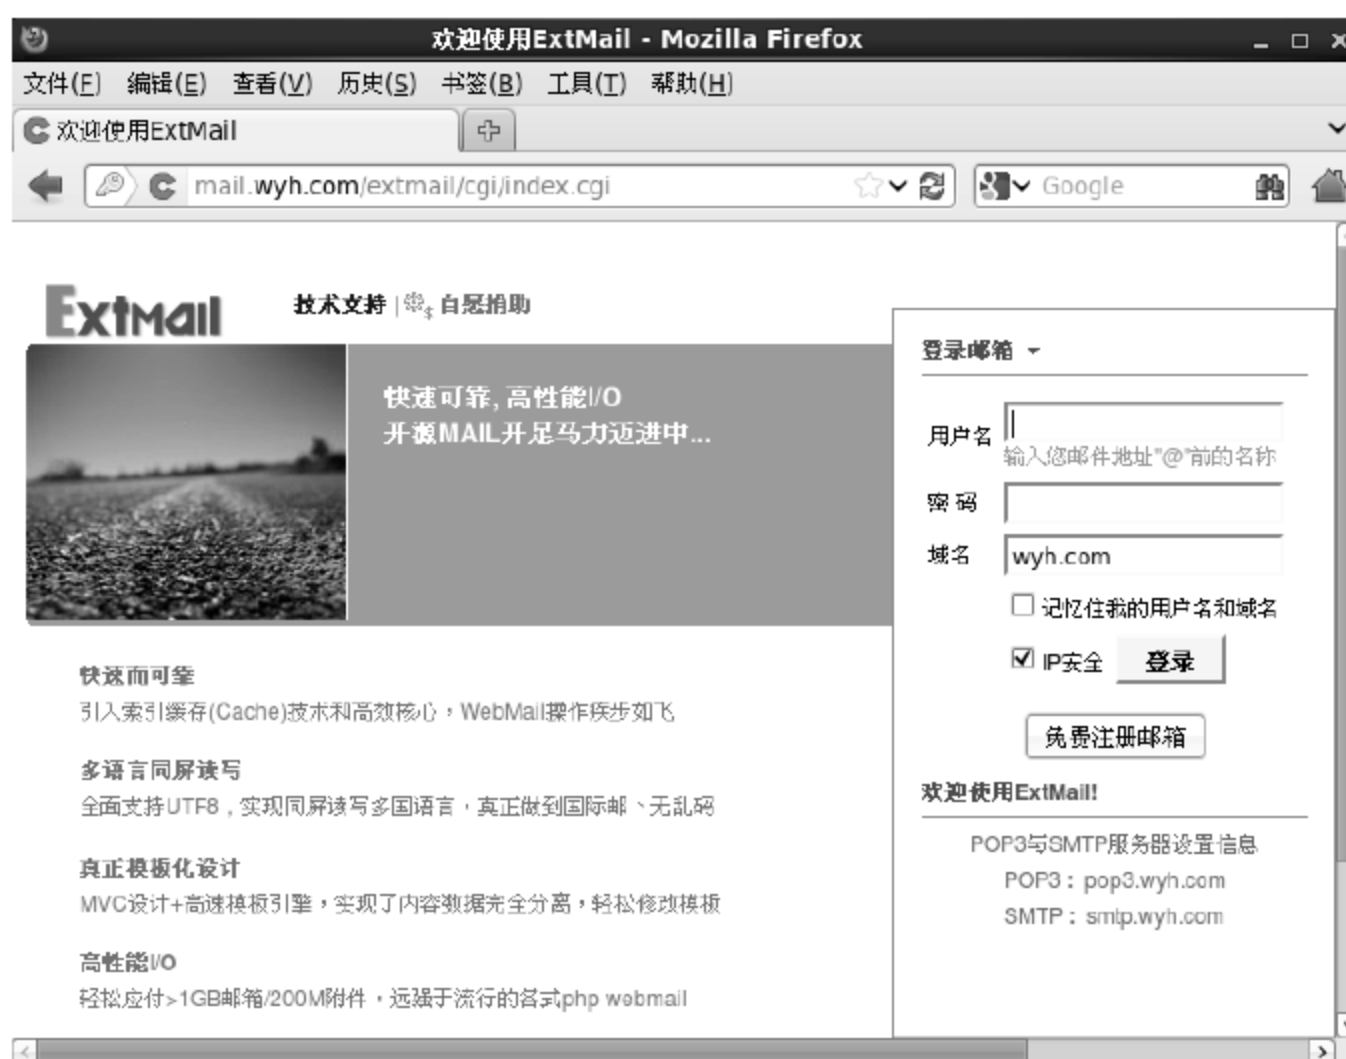 欢迎使用ExtMail - Mozilla Firefox
文件(F) 编辑(E) 查看(V) 历史(S) 书签(B) 工具(T) 帮助(H)
欢迎使用ExtMail
mail.wyh.com/extmail/cgi/index.cgi
Google
ExtMail
技术支持 | $ 自愿捐助
快速可靠, 高性能I/O
开源MAIL开足马力迈进中...
快速而可靠
引入索引缓存(Cache)技术和高效核心，WebMail操作疾步如飞
多语言同屏读写
全面支持UTF8，实现同屏读写多国语言，真正做到国际邮、无乱码
真正模板化设计
MVC设计+高速模板引擎，实现了内容数据完全分离，轻松修改模板
高性能I/O
轻松应付>1GB邮箱/200M附件，远强于流行的各式php webmail
登录邮箱
用户名
输入您邮件地址"@"前的名称
密 码
域名 wyh.com
记忆住我的用户名和域名
IP安全 登录
免费注册邮箱
欢迎使用ExtMail!
POP3与SMTP服务器设置信息
POP3：pop3.wyh.com
SMTP：smtp.wyh.com